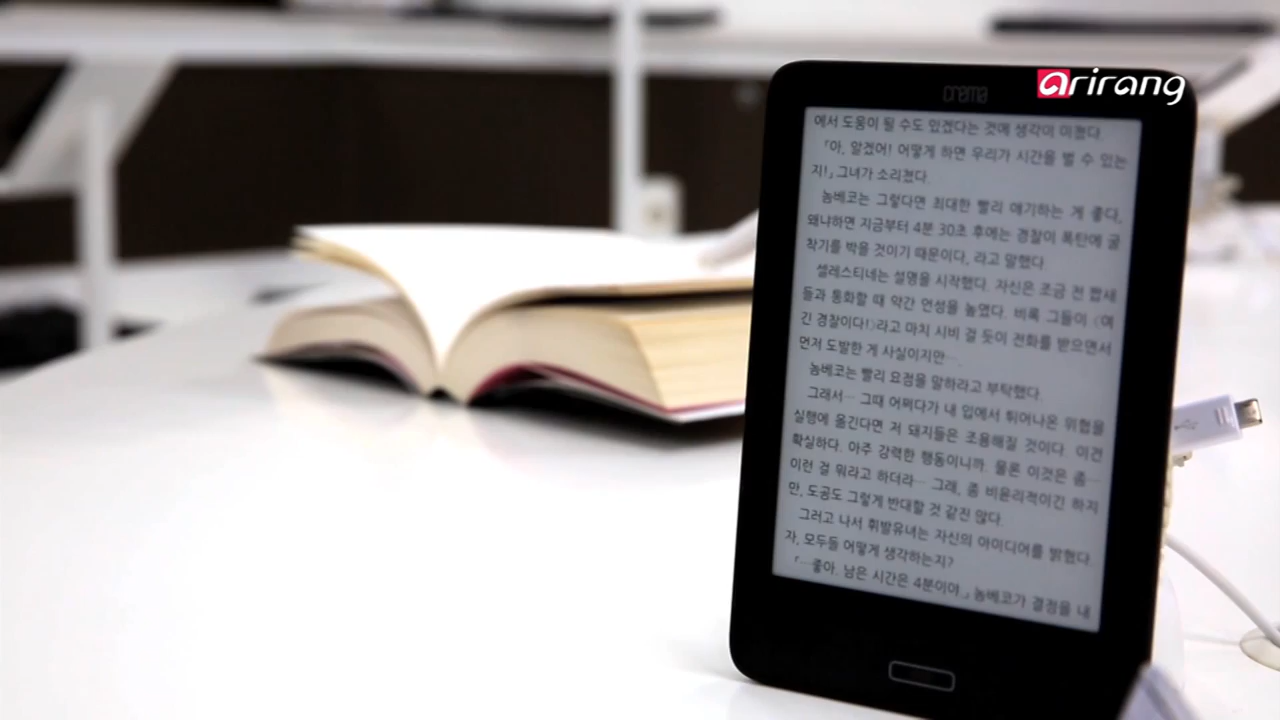 arirang
crema
에서 도움이 될 수도 있겠다는 것에 생각이 미쳤다.
「아, 알겠어! 어떻게 하면 우리가 시간을 벌 수 있는
지!」 그녀가 소리쳤다.
놈베코는 그렇다면 최대한 빨리 얘기하는 게 좋다,
왜냐하면 지금부터 4분 30초 후에는 경찰이 폭탄에 굴
착기를 박을 것이기 때문이다, 라고 말했다.
셀레스티네는 설명을 시작했다. 자신은 조금 전 짭새
들과 통화할 때 약간 언성을 높였다. 비록 그들이 〈여
긴 경찰이다!〉라고 마치 시비 걸 듯이 전화를 받으면서
먼저 도발한 게 사실이지만….
놈베코는 빨리 요점을 말하라고 부탁했다.
그래서… 그때 어쩌다가 내 입에서 튀어나온 위협을
실행에 옮긴다면 저 돼지들은 조용해질 것이다. 이건
확실하다. 아주 강력한 행동이니까. 물론 이것은 좀…
이런 걸 뭐라고 하더라… 그래, 좀 비윤리적이긴 하지
만, 도공도 그렇게 반대할 것 같진 않다.
그러고 나서 휘발유녀는 자신의 아이디어를 밝혔다.
자, 모두들 어떻게 생각하는지?
「…좋아. 남은 시간은 4분이야.」 놈베코가 결정을 내